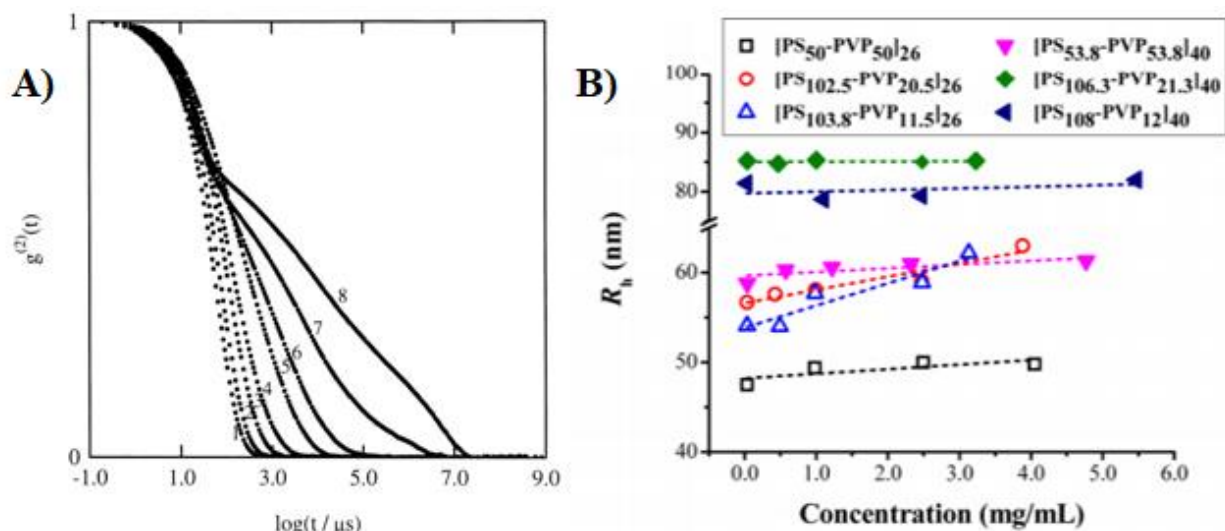 A)
1
g⁽²⁾(t)
8
7
6
5
4
1
0
-1.0 1.0 3.0 5.0 7.0 9.0
log(t / μs)
B)
[PS₅₀-PVP₅₀]₂₆
[PS₁₀₂.₅-PVP₂₀.₅]₂₆
[PS₁₀₃.₈-PVP₁₁.₅]₂₆
[PS₅₃.₈-PVP₅₃.₈]₄₀
[PS₁₀₆.₃-PVP₂₁.₃]₄₀
[PS₁₀₈-PVP₁₂]₄₀
100
90
80
60
50
40
Rₕ (nm)
0.0 1.0 2.0 3.0 4.0 5.0 6.0
Concentration (mg/mL)